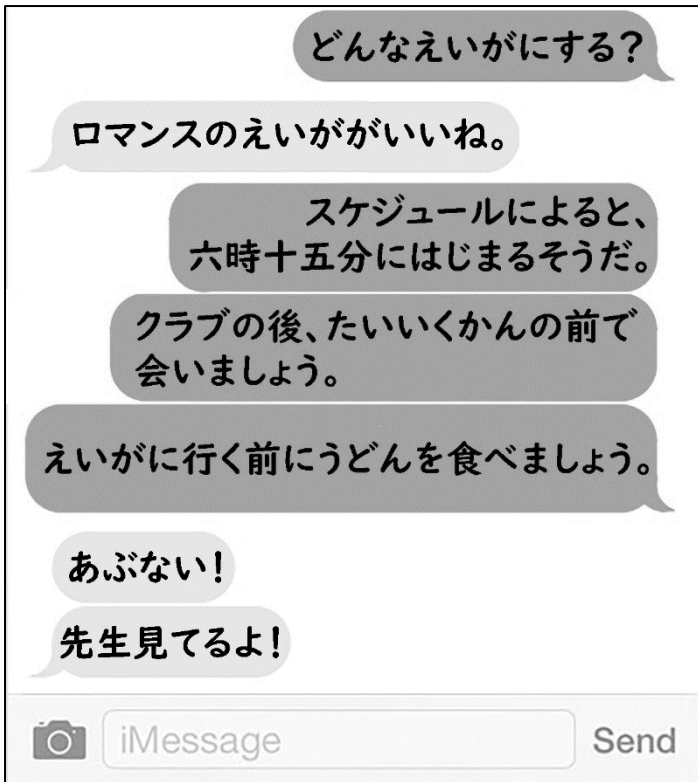 どんなえいがにする?
ロマンスのえいががいいね。
スケジュールによると、
六時十五分にはじまるそうだ。
クラブの後、たいいくかんの前で
会いましょう。
えいがに行く前にうどんを食べましょう。
あぶない!
先生見てるよ!
iMessage
Send